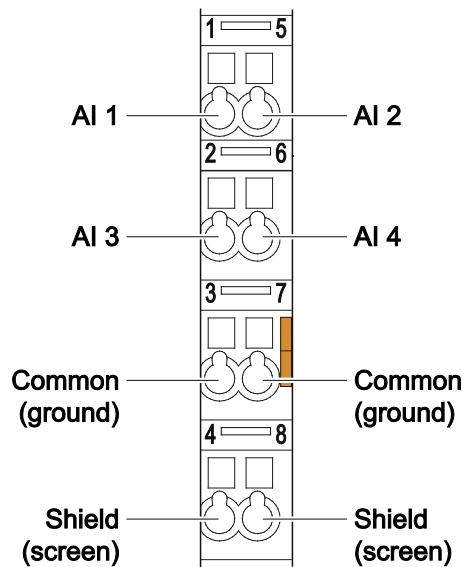 1 5
AI 1 AI 2
2 6
AI 3 AI 4
3 7
Common Common
(ground) (ground)
4 8
Shield Shield
(screen) (screen)